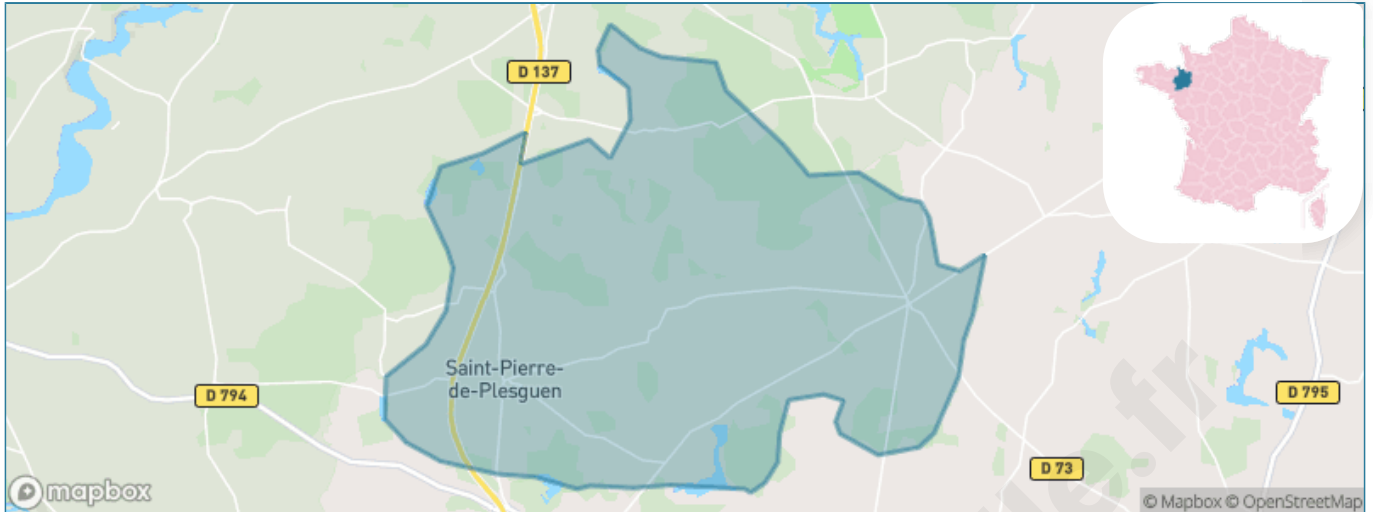 D 137
Saint-Pierre-
de-Plesguen
D 794
D 795
D 73
mapbox
© Mapbox © OpenStreetMap